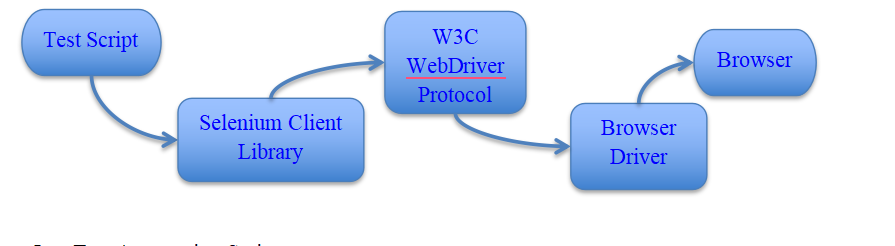 Test Script
W3C
WebDriver
Protocol
Browser
Selenium Client
Library
Browser
Driver